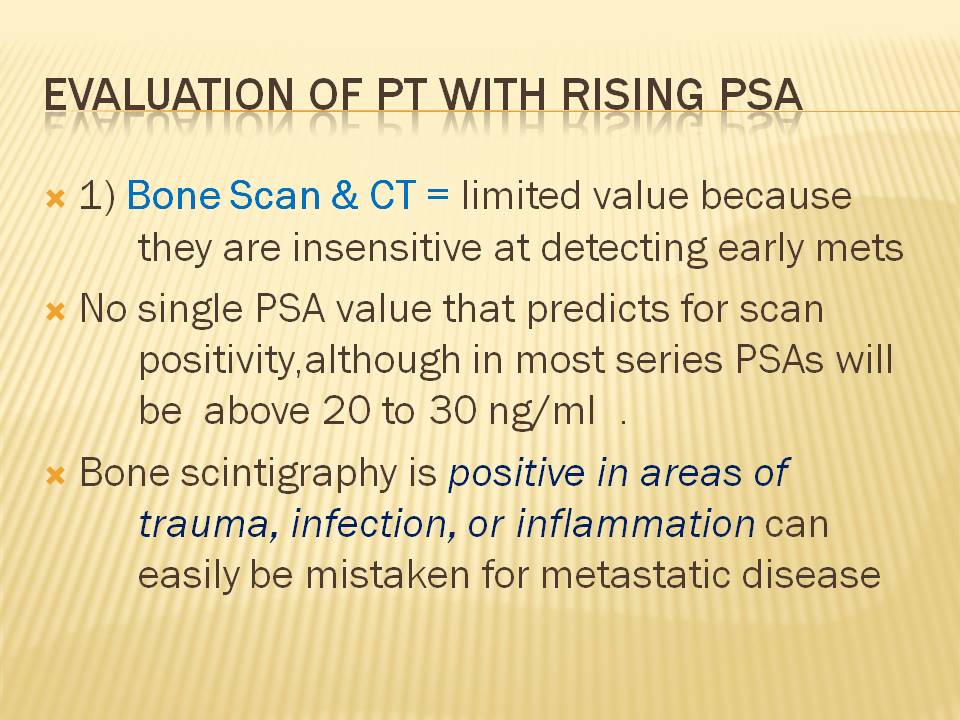 EVALUATION OF PT WITH RISING PSA
1) Bone Scan & CT = limited value because
they are insensitive at detecting early mets
No single PSA value that predicts for scan
positivity,although in most series PSAs will
be  above 20 to 30 ng/ml  .
Bone scintigraphy is positive in areas of
trauma, infection, or inflammation can
easily be mistaken for metastatic disease